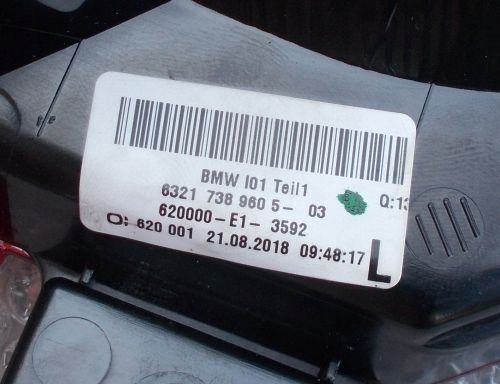 BMW I01 Teil1
6321 738 960 5- 03 Q:13
620000-E1- 3592
O: 620 001 21.08.2018 09:48:17 L